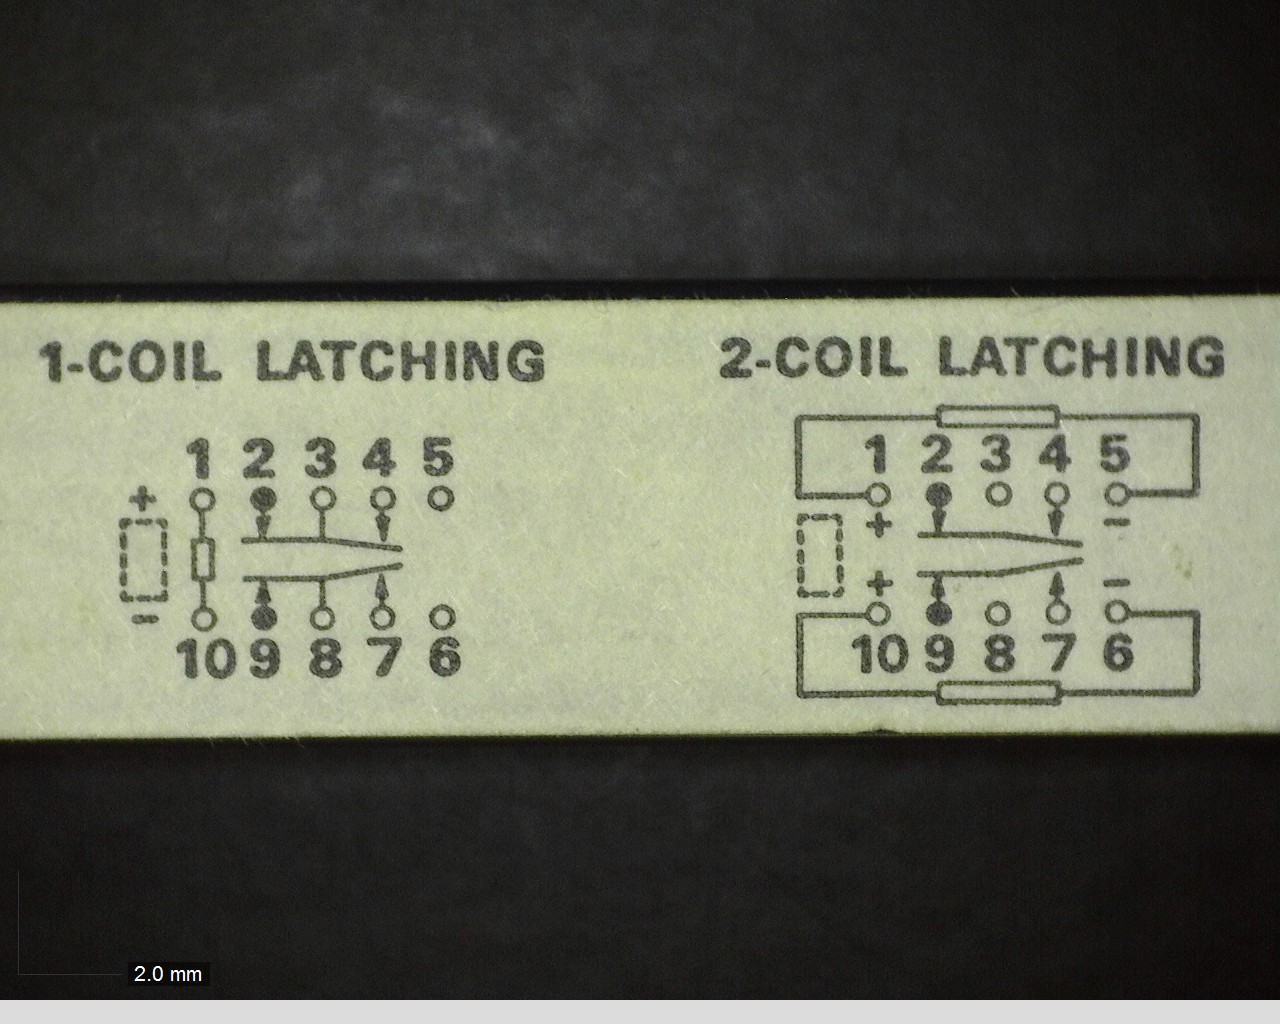 1-COIL LATCHING
1 2 3 4 5
+
-
10 9 8 7 6
2-COIL LATCHING
1 2 3 4 5
+ -
+ -
10 9 8 7 6
2.0 mm